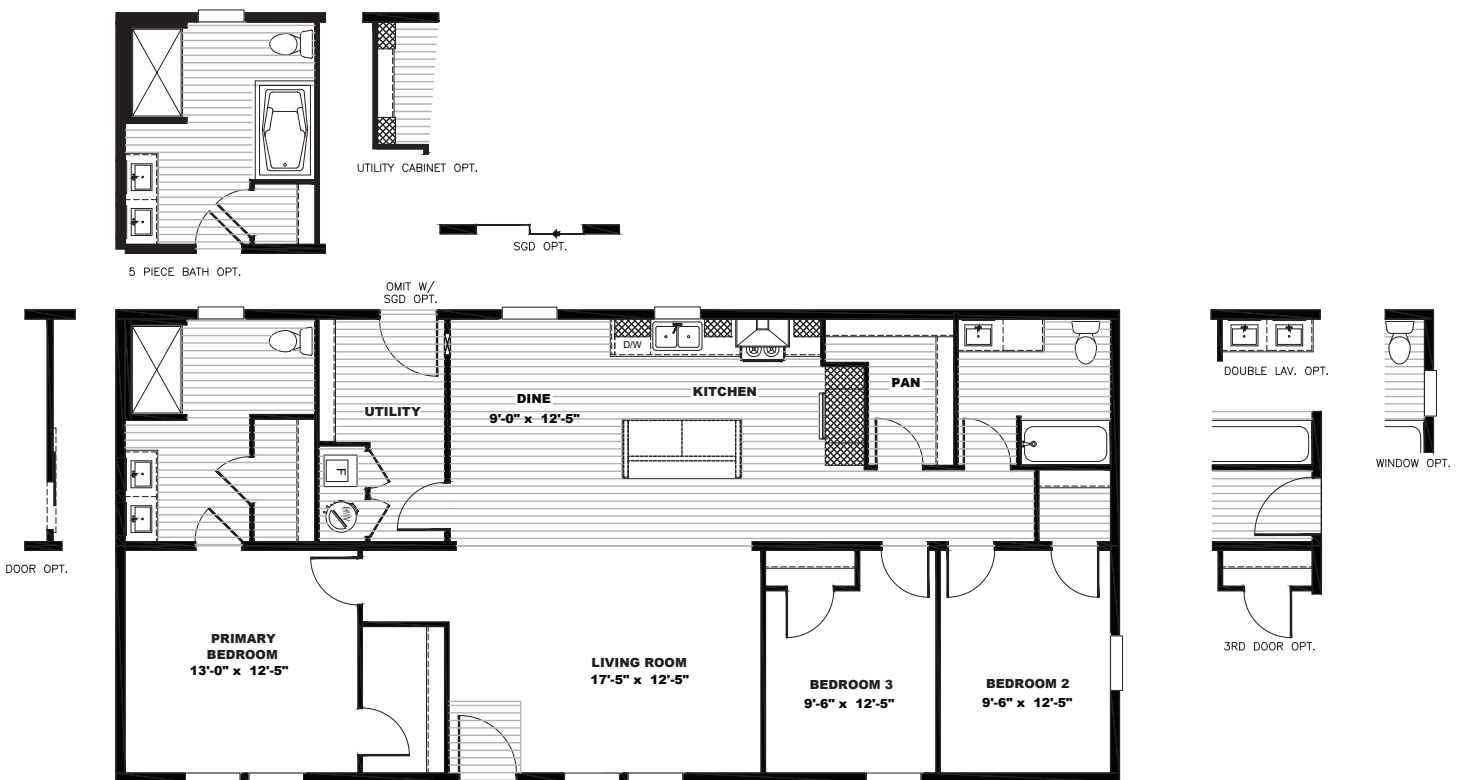 UTILITY CABINET OPT.
SGD OPT.
5 PIECE BATH OPT.
OMIT W/
SGD OPT.
D/W
DINE
9'-0" x 12'-5"
KITCHEN
PAN
UTILITY
F
W/H
DOUBLE LAV. OPT.
WINDOW OPT.
DOOR OPT.
PRIMARY
BEDROOM
13'-0" x 12'-5"
LIVING ROOM
17'-5" x 12'-5"
BEDROOM 3
9'-6" x 12'-5"
BEDROOM 2
9'-6" x 12'-5"
3RD DOOR OPT.